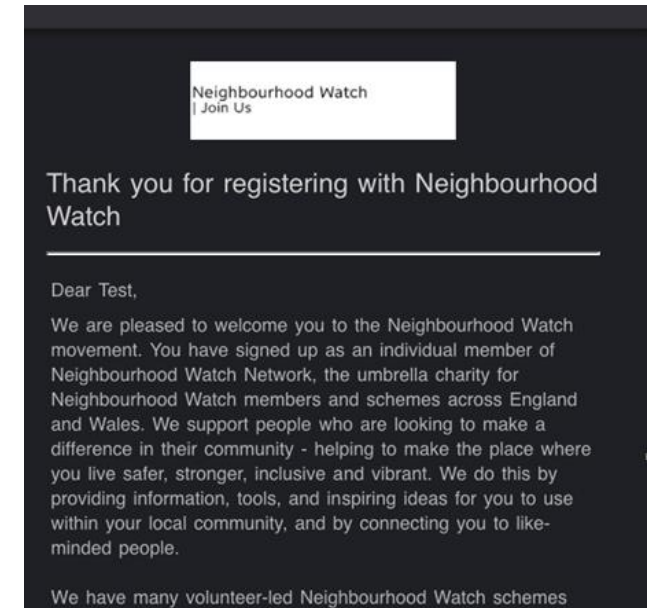 Neighbourhood Watch
| Join Us
Thank you for registering with Neighbourhood
Watch
Dear Test,
We are pleased to welcome you to the Neighbourhood Watch
movement. You have signed up as an individual member of
Neighbourhood Watch Network, the umbrella charity for
Neighbourhood Watch members and schemes across England
and Wales. We support people who are looking to make a
difference in their community - helping to make the place where
you live safer, stronger, inclusive and vibrant. We do this by
providing information, tools, and inspiring ideas for you to use
within your local community, and by connecting you to like-
minded people.
We have many volunteer-led Neighbourhood Watch schemes